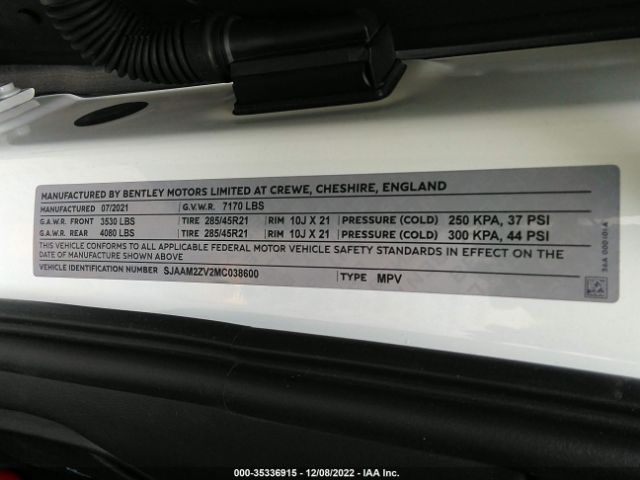 MANUFACTURED BY BENTLEY MOTORS LIMITED AT CREWE, CHESHIRE, ENGLAND
MANUFACTURED 07/2021 G.V.W.R. 7170 LBS
G.A.W.R. FRONT 3530 LBS TIRE 285/45R21 RIM 10J X 21 PRESSURE (COLD) 250 KPA, 37 PSI
G.A.W.R. REAR 4080 LBS TIRE 285/45R21 RIM 10J X 21 PRESSURE (COLD) 300 KPA, 44 PSI
THIS VEHICLE CONFORMS TO ALL APPLICABLE FEDERAL MOTOR VEHICLE SAFETY STANDARDS IN EFFECT ON THE
DATE OF MANUFACTURE SHOWN ABOVE.
VEHICLE IDENTIFICATION NUMBER SJAAM2ZV2MC038600 TYPE MPV
36A 000101A
000-35336915 - 12/08/2022 - IAA Inc.